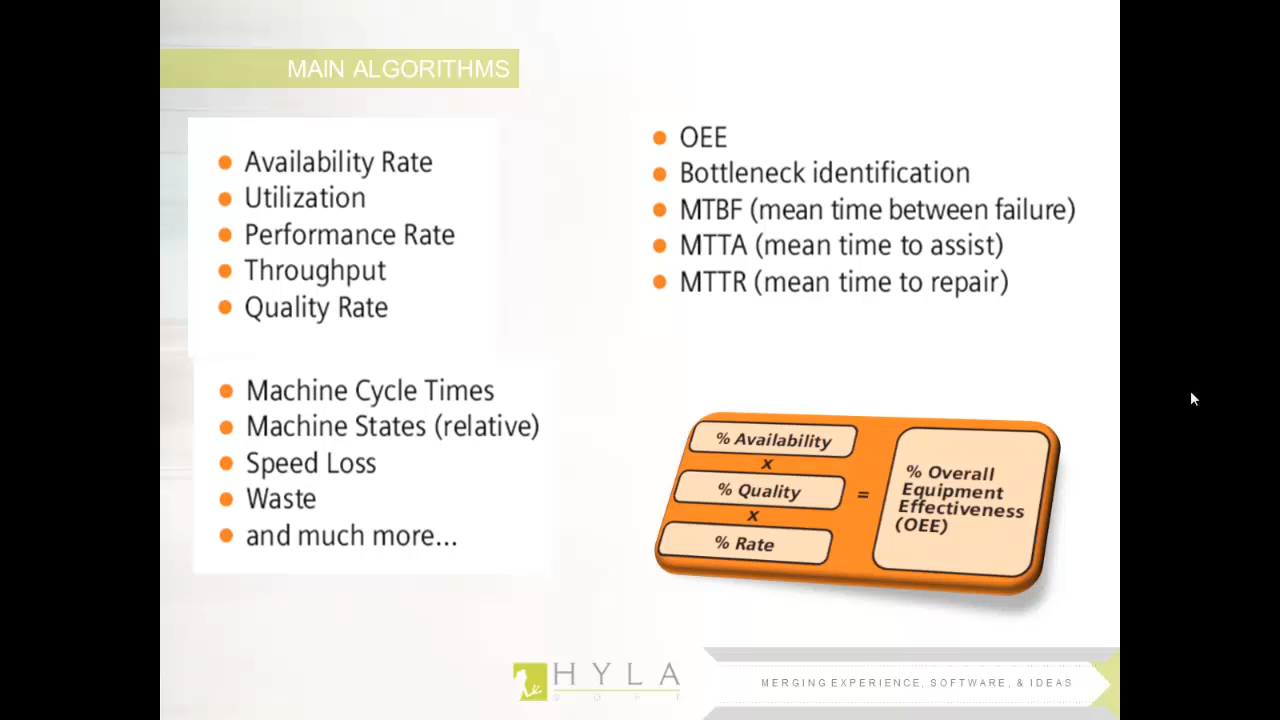 MAIN ALGORITHMS
Availability Rate
Utilization
Performance Rate
Throughput
Quality Rate
Machine Cycle Times
Machine States (relative)
Speed Loss
Waste
and much more...
OEE
Bottleneck identification
MTBF (mean time between failure)
MTTA (mean time to assist)
MTTR (mean time to repair)
% Availability
x
% Quality
x
% Rate
=
% Overall
Equipment
Effectiveness
(OEE)
HYLA
SOFT
MERGING EXPERIENCE, SOFTWARE, & IDEAS